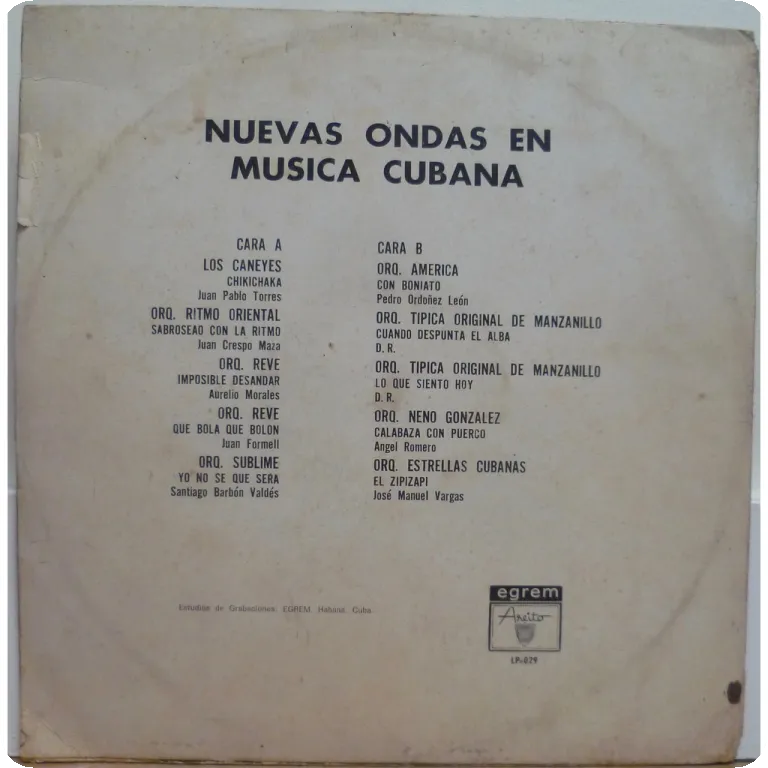 NUEVAS ONDAS EN
MUSICA CUBANA
CARA A
LOS CANEYES
CHIKICHAKA
Juan Pablo Torres
ORQ. RITMO ORIENTAL
SABROSEAO CON LA RITMO
Juan Crespo Maza
ORQ. REVE
IMPOSIBLE DESANDAR
Aurelio Morales
ORQ. REVE
QUE BOLA QUE BOLON
Juan Formell
ORQ. SUBLIME
YO NO SE QUE SERA
Santiago Barbón Valdés
CARA B
ORQ. AMERICA
CON BONIATO
Pedro Ordoñez León
ORQ. TIPICA ORIGINAL DE MANZANILLO
CUANDO DESPUNTA EL ALBA
D. R.
ORQ. TIPICA ORIGINAL DE MANZANILLO
LO QUE SIENTO HOY
D. R.
ORQ. NENO GONZALEZ
CALABAZA CON PUERCO
Angel Romero
ORQ. ESTRELLAS CUBANAS
EL ZIPIZAPI
José Manuel Vargas
Estudios de Grabaciones, EGREM, Habana, Cuba
egrem
Areito
LP-079